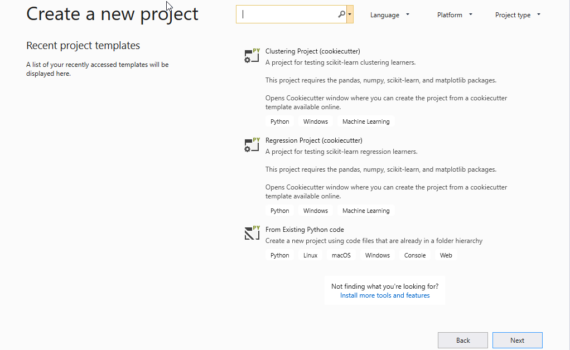 Create a new project
Language
Platform
Project type
Recent project templates
A list of your recently accessed templates will be
displayed here.
PY
Clustering Project (cookiecutter)
A project for testing scikit-learn clustering learners.
This project requires the pandas, numpy, scikit-learn, and matplotlib packages.
Opens Cookiecutter window where you can create the project from a cookiecutter
template available online.
Python Windows Machine Learning
PY
Regression Project (cookiecutter)
A project for testing scikit-learn regression learners.
This project requires the pandas, numpy, scikit-learn, and matplotlib packages.
Opens Cookiecutter window where you can create the project from a cookiecutter
template available online.
Python Windows Machine Learning
PY
From Existing Python code
Create a new project using code files that are already in a folder hierarchy
Python Linux macOS Windows Console Web
Not finding what you're looking for?
Install more tools and features
Back Next